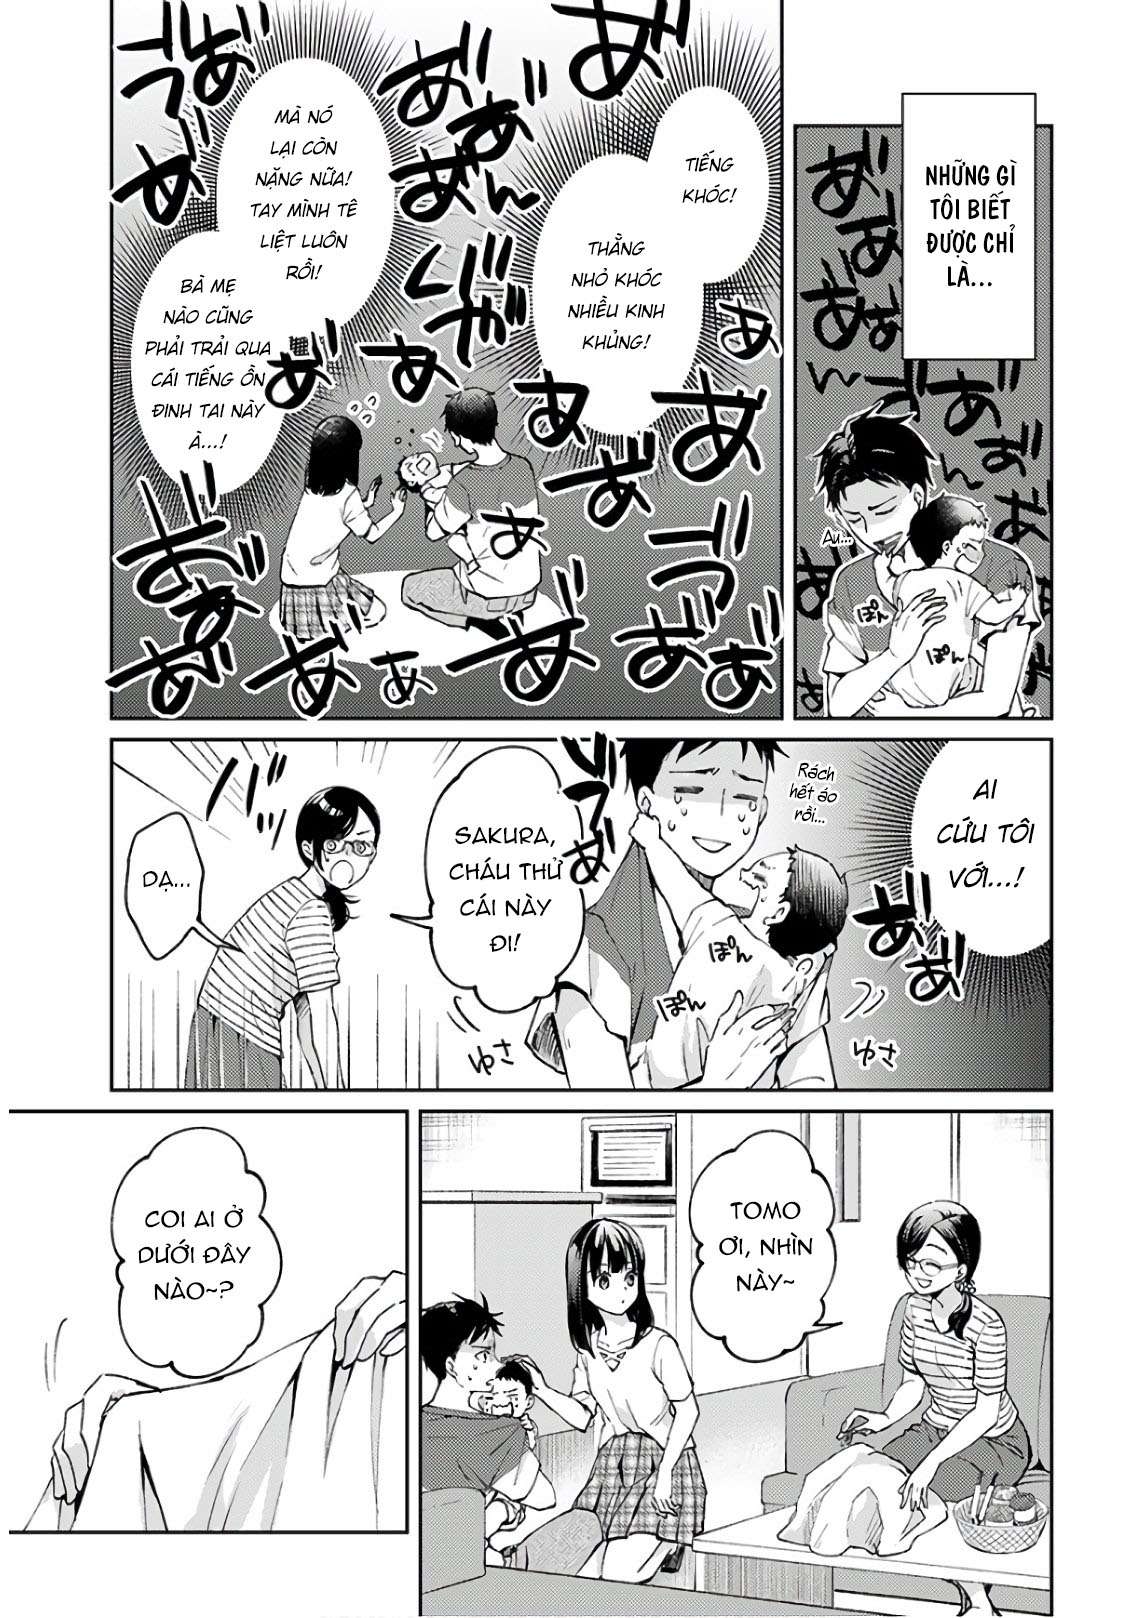 NHỮNG GÌ
TÔI BIẾT
ĐƯỢC CHỈ
LÀ...
Au...
ぽん
ぽん
TIẾNG
KHÓC!
THẰNG
NHỎ KHÓC
NHIỀU KINH
KHỦNG!
MÀ NÓ
LẠI CÒN
NẶNG NỮA!
TAY MÌNH TÊ
LIỆT LUÔN
RỒI!
BÀ MẸ
NÀO CŨNG
PHẢI TRẢI QUA
CÁI TIẾNG ỒN
ĐINH TAI NÀY
À...!
あ
あ
あ
あ
AI
CỨU TÔI
VỚI...!
Rách
hết áo
rồi...
ぽん
ぽん
ゆさ
ゆさ
SAKURA,
CHÁU THỬ
CÁI NÀY
ĐI!
DẠ...
TOMO
ƠI, NHÌN
NÀY~
COI AI Ở
DƯỚI ĐÂY
NÀO~?